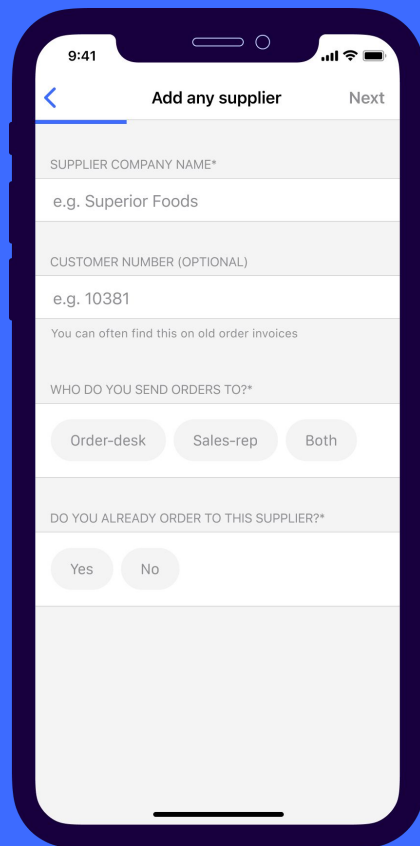 9:41
Add any supplier
Next
SUPPLIER COMPANY NAME*
e.g. Superior Foods
CUSTOMER NUMBER (OPTIONAL)
e.g. 10381
You can often find this on old order invoices
WHO DO YOU SEND ORDERS TO?*
Order-desk Sales-rep Both
DO YOU ALREADY ORDER TO THIS SUPPLIER?*
Yes No